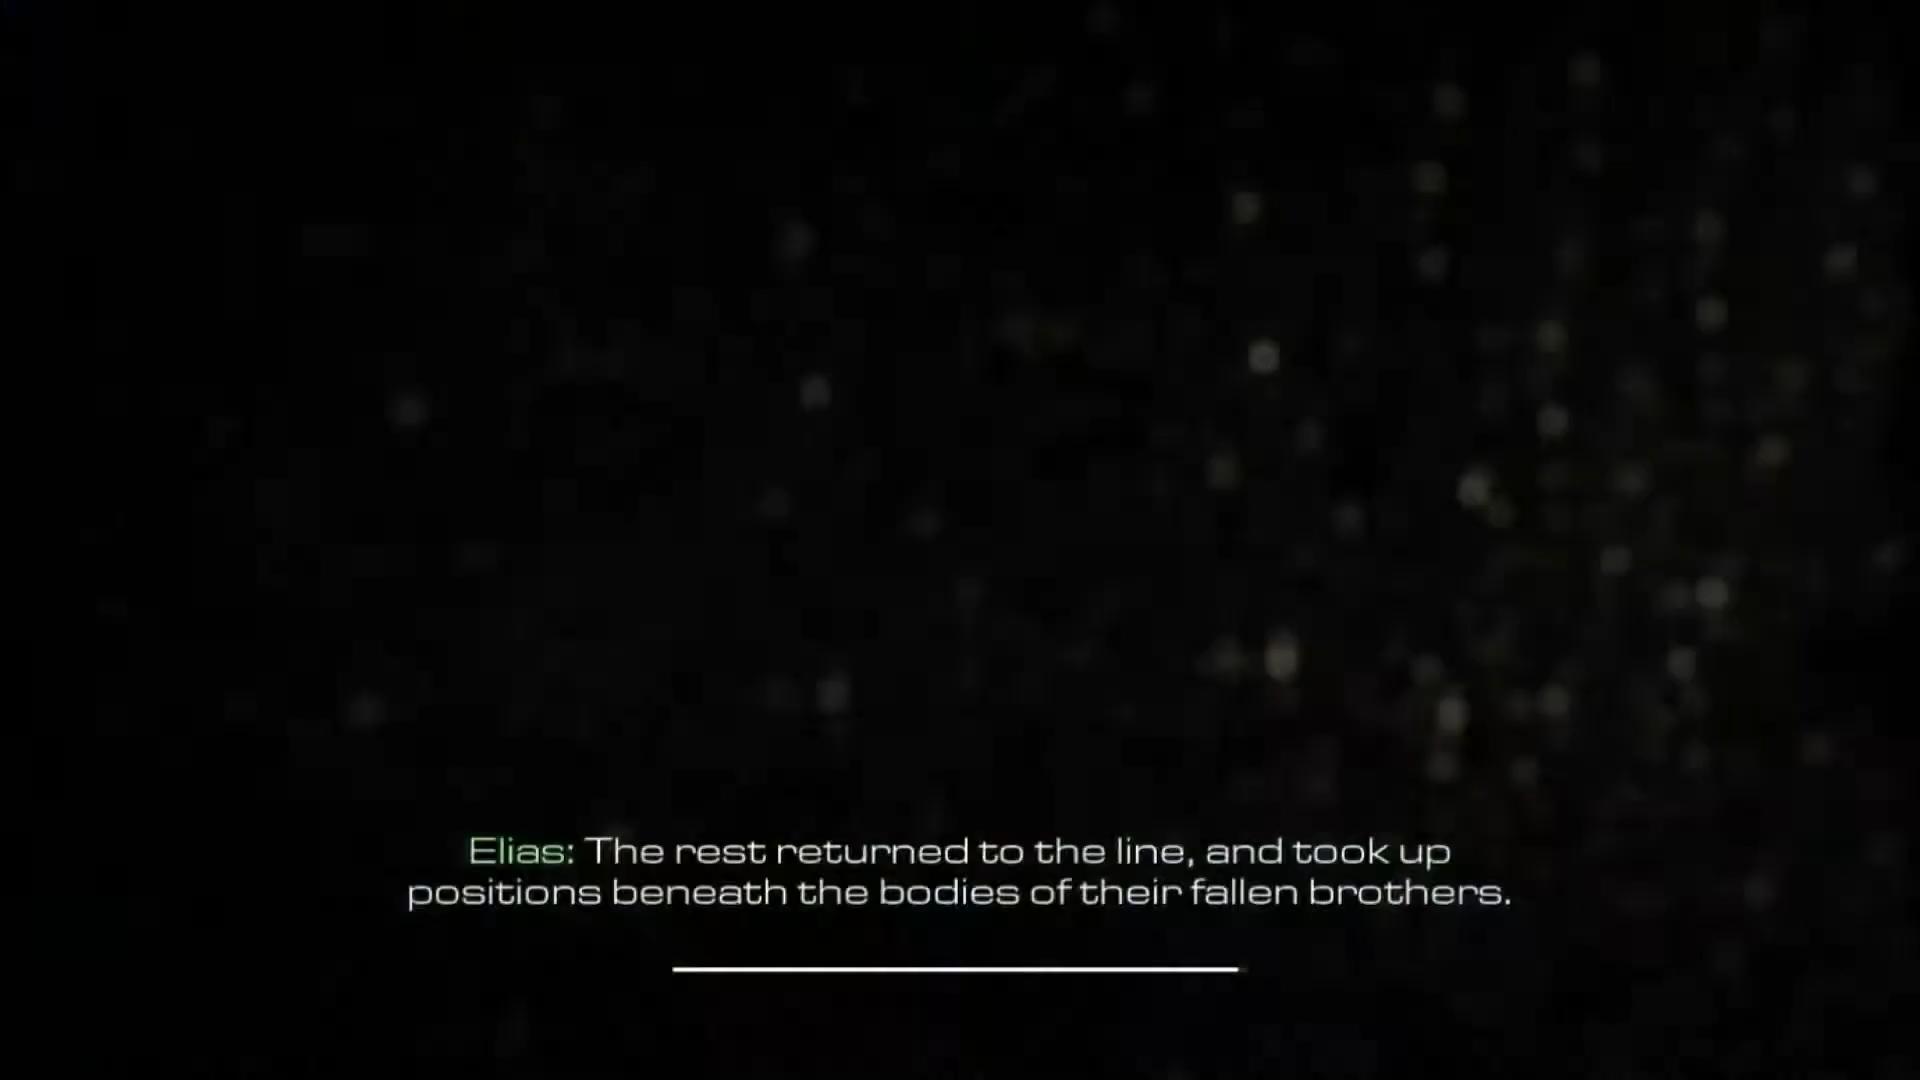 Elias: The rest returned to the line, and took up
positions beneath the bodies of their fallen brothers.